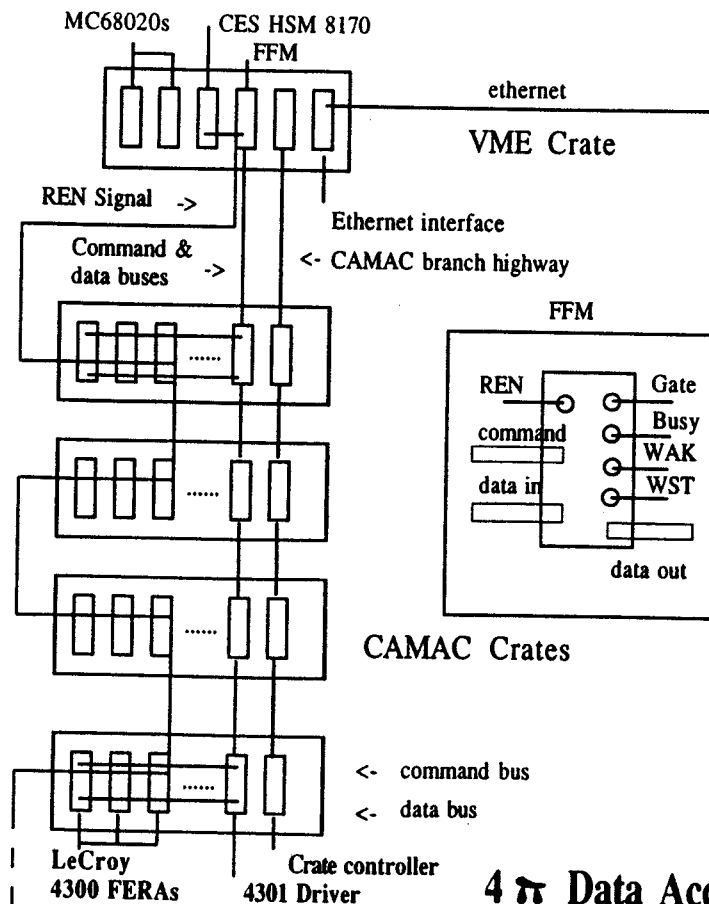 MC68020s
CES HSM 8170
FFM
ethernet
VME Crate
REN Signal ->
Ethernet interface
Command &
data buses ->
<- CAMAC branch highway
......
......
......
......
FFM
REN
Gate
command
Busy
WAK
data in
WST
data out
CAMAC Crates
<- command bus
<- data bus
LeCroy
4300 FERAs
4301 Driver
Crate controller
4 π Data Acc